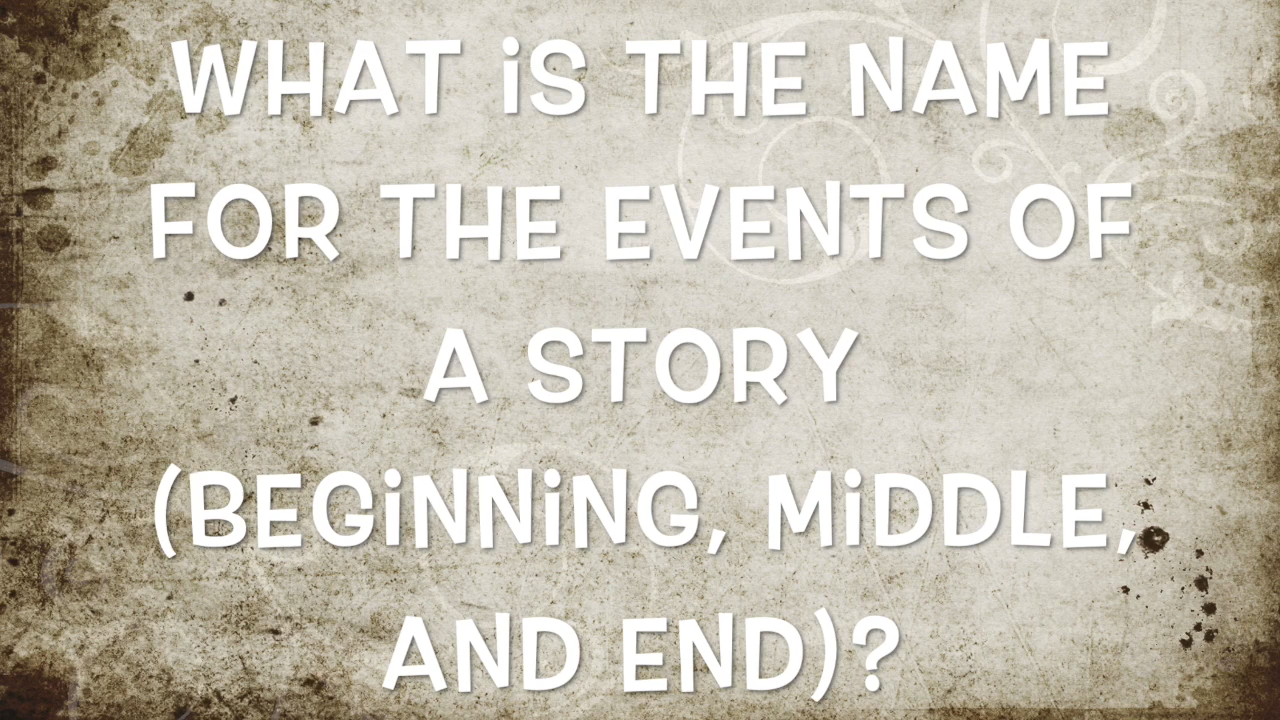 WHAT iS THE NAME
FOR THE EVENTS OF
A STORY
(BEGiNNiNG, MiDDLE,
AND END)?